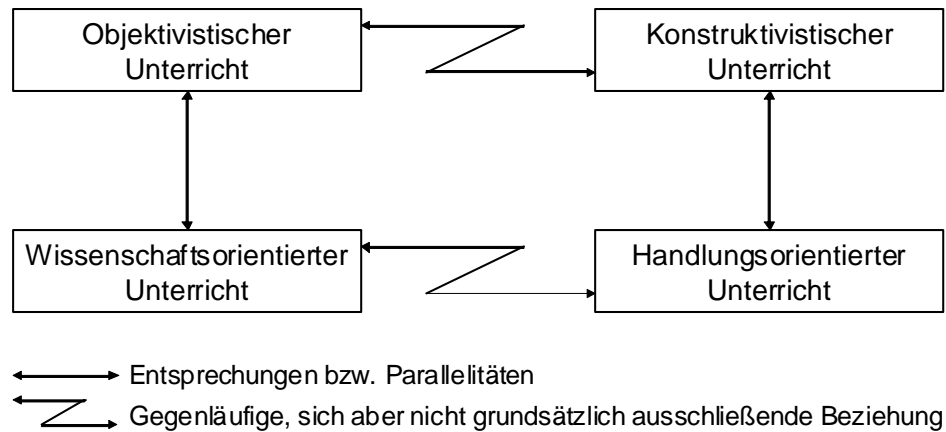 Objektivistischer
Unterricht
Konstruktivistischer
Unterricht
Wissenschaftsorientierter
Unterricht
Handlungsorientierter
Unterricht
Entsprechungen bzw. Parallelitäten
Gegenläufige, sich aber nicht grundsätzlich ausschließende Beziehung